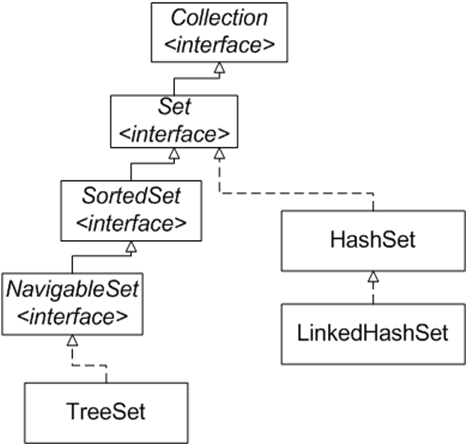 Collection
<interface>
Set
<interface>
SortedSet
<interface>
HashSet
NavigableSet
<interface>
LinkedHashSet
TreeSet